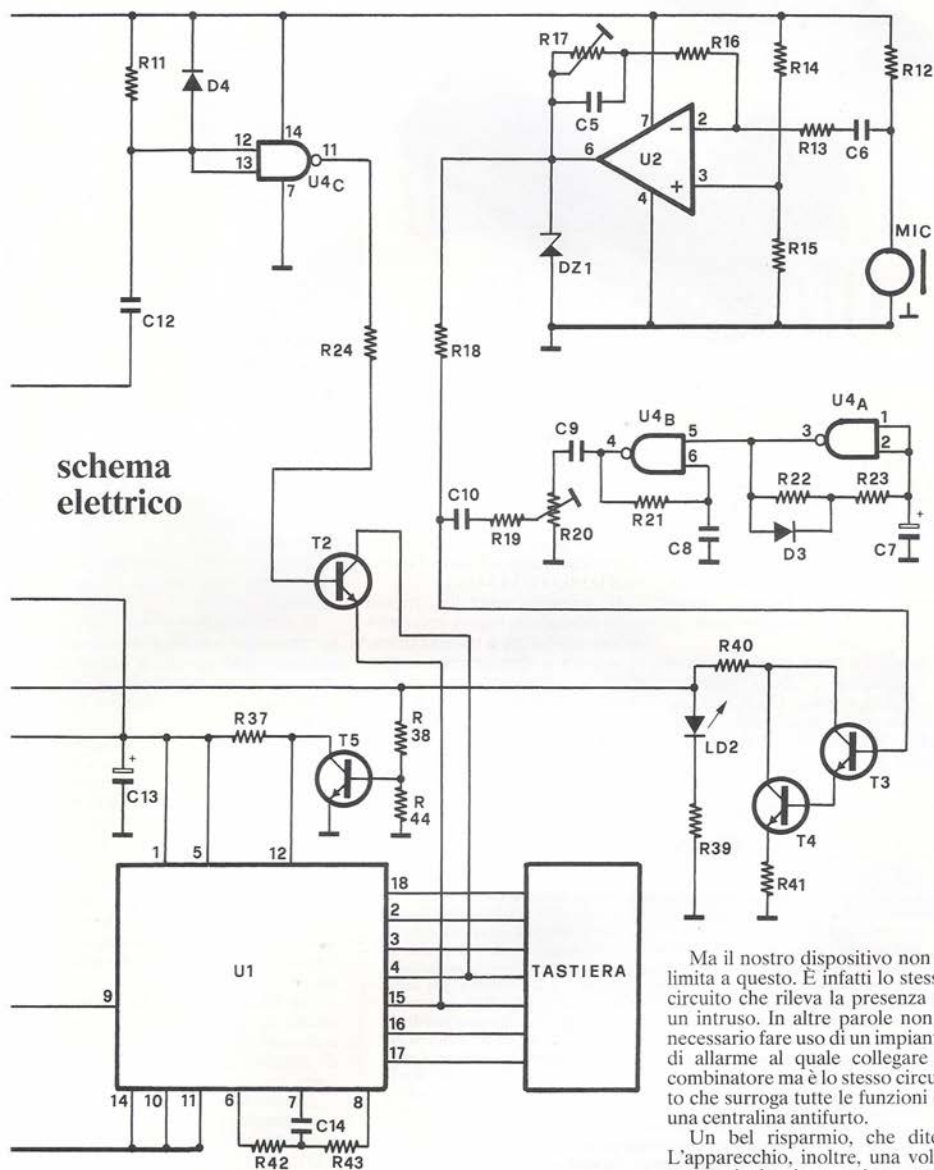 R11
D4
12
13
14
11
7
U4C
C12
R24
R17
R16
C5
7
2
6
U2
3
4
DZ1
R14
R12
R13
C6
R15
MIC
R18
schema
elettrico
C9
U4B
4
5
6
U4A
3
1
2
C10
R19
R20
R21
C8
R22
R23
D3
C7
+
T2
R40
R37
R
38
T5
R
44
C13
+
LD2
T3
T4
R39
R41
1
5
12
18
2
3
4
15
16
17
U1
TASTIERA
9
14
10
11
6
7
8
C14
R42
R43
Ma il nostro dispositivo non
limita a questo. È infatti lo stess
circuito che rileva la presenza
un intruso. In altre parole non
necessario fare uso di un impiant
di allarme al quale collegare
combinatore ma è lo stesso circu
to che surroga tutte le funzioni
una centralina antifurto.
Un bel risparmio, che dite
L'apparecchio, inoltre, una vol